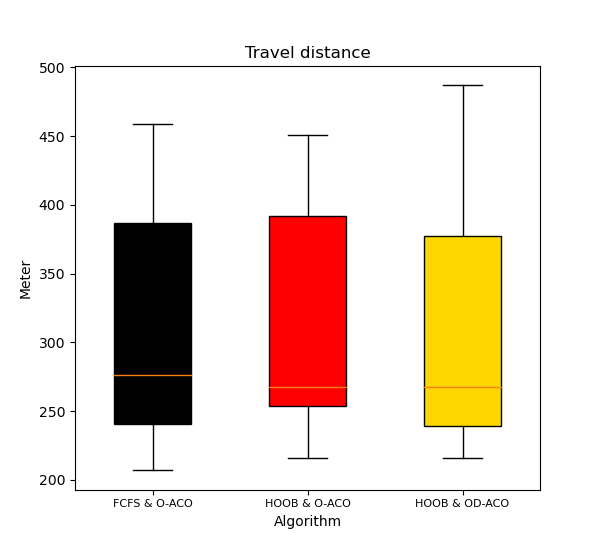 Travel distance
500
450
400
350
300
250
200
Meter
FCFS & O-ACO
HOOB & O-ACO
HOOB & OD-ACO
Algorithm